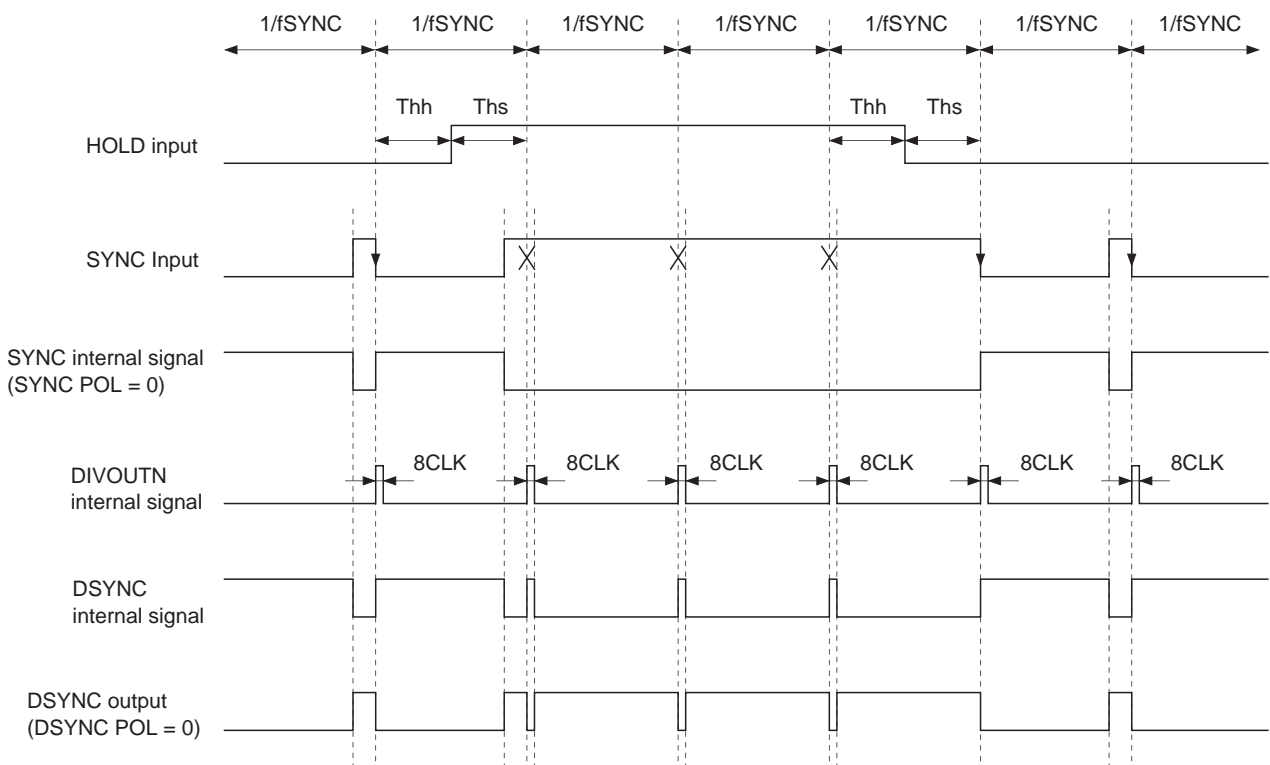 1/fSYNC 1/fSYNC 1/fSYNC 1/fSYNC 1/fSYNC 1/fSYNC 1/fSYNC
Thh Ths Thh Ths
HOLD input
SYNC Input
SYNC internal signal
(SYNC POL = 0)
8CLK 8CLK 8CLK 8CLK 8CLK 8CLK
DIVOUTN
internal signal
DSYNC
internal signal
DSYNC output
(DSYNC POL = 0)